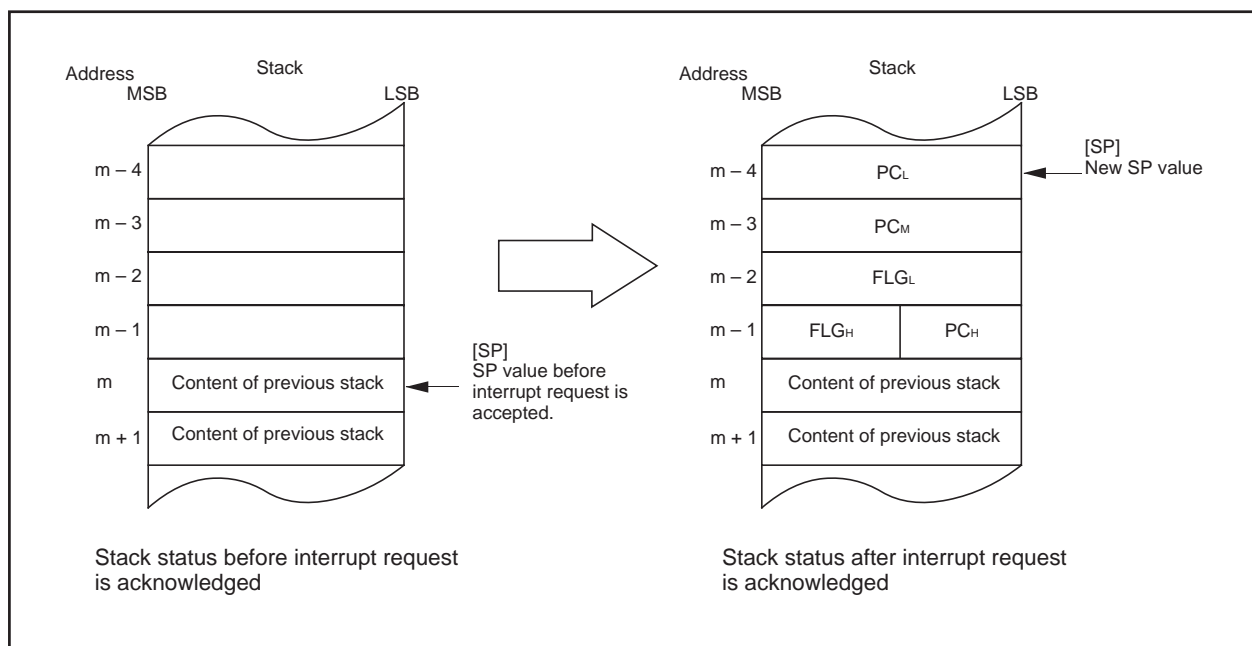 Address
Stack
MSB
LSB
m – 4
m – 3
m – 2
m – 1
m
Content of previous stack
m + 1
Content of previous stack
[SP]
SP value before
interrupt request is
accepted.
Stack status before interrupt request
is acknowledged
Address
Stack
MSB
LSB
m – 4
PCL
[SP]
New SP value
m – 3
PCM
m – 2
FLGL
m – 1
FLGH
PCH
m
Content of previous stack
m + 1
Content of previous stack
Stack status after interrupt request
is acknowledged